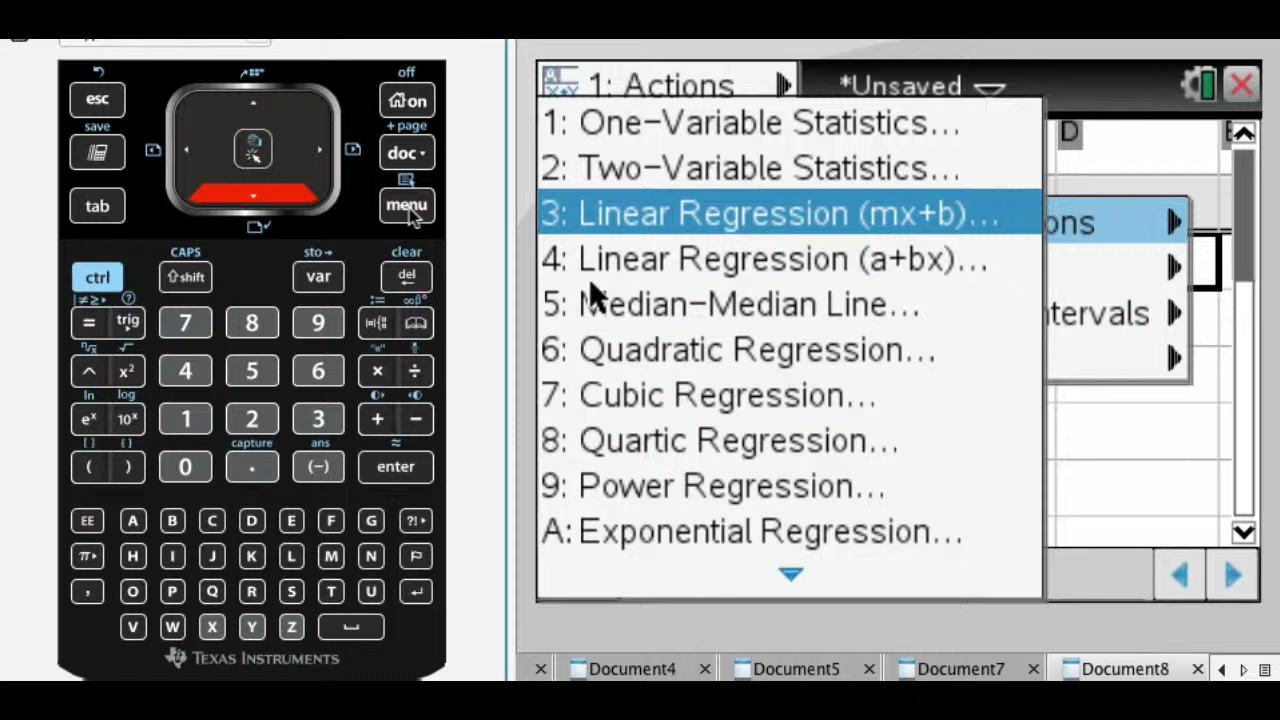 off
esc
on
save
+ page
doc
tab
menu
CAPS
sto→
clear
ctrl
⇧shift
var
del
|≠≥▸
?
:=
∞β°
=
trig
7
8
9
|□|{8
ⁿ√x
√
"∘"
4
5
6
×
÷
^
x²
ln
log
eˣ
10ˣ
1
2
3
+
−
[ ]
{ }
capture
ans
≈
(
)
0
.
(−)
enter
EE A B C D E F G ?!▸
π▸ H I J K L M N
, O P Q R S T U
V W X Y Z
TEXAS INSTRUMENTS
1: Actions
*Unsaved
D
1: One−Variable Statistics…
2: Two−Variable Statistics…
3: Linear Regression (mx+b)…
4: Linear Regression (a+bx)…
5: Median−Median Line…
6: Quadratic Regression…
7: Cubic Regression…
8: Quartic Regression…
9: Power Regression…
A: Exponential Regression…
ons
ntervals
Document4
Document5
Document7
Document8